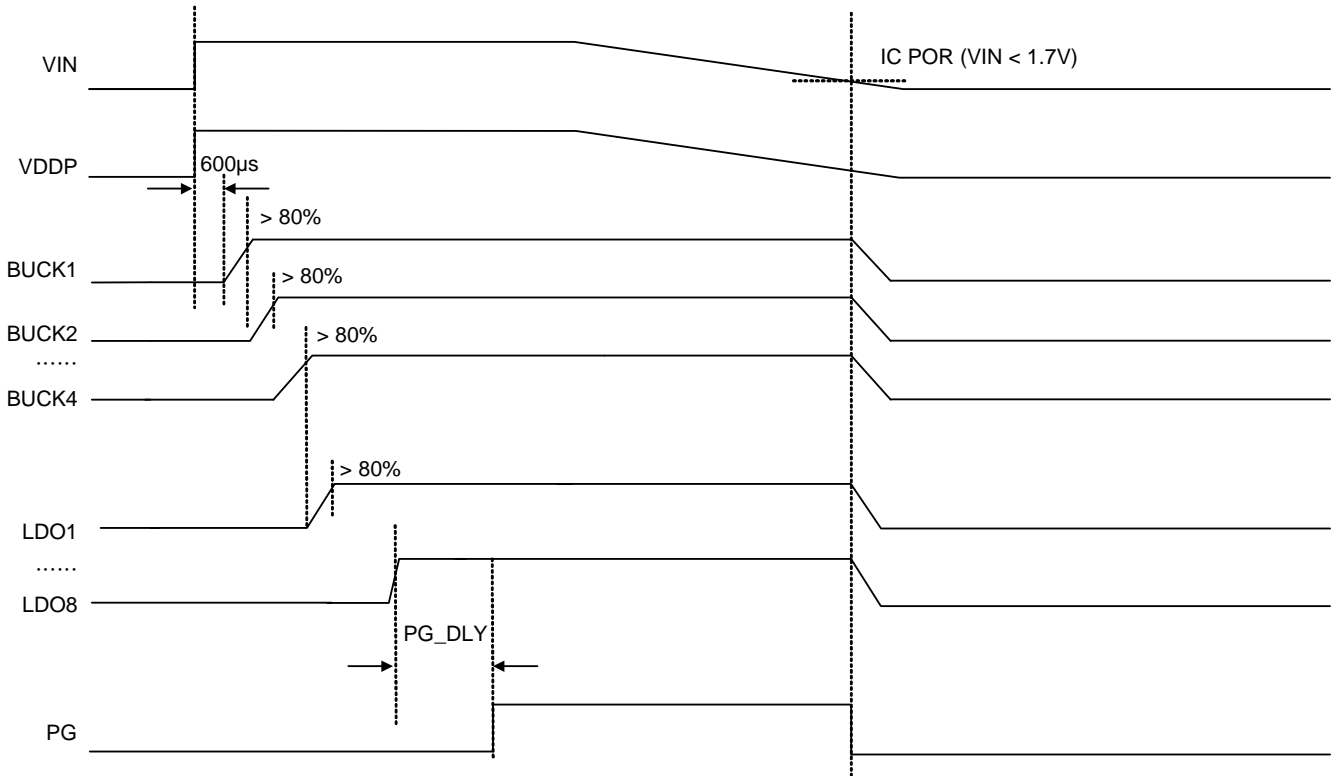 VIN
IC POR (VIN < 1.7V)
VDDP
600µs
> 80%
BUCK1
> 80%
BUCK2
......
> 80%
BUCK4
> 80%
LDO1
......
LDO8
PG_DLY
PG